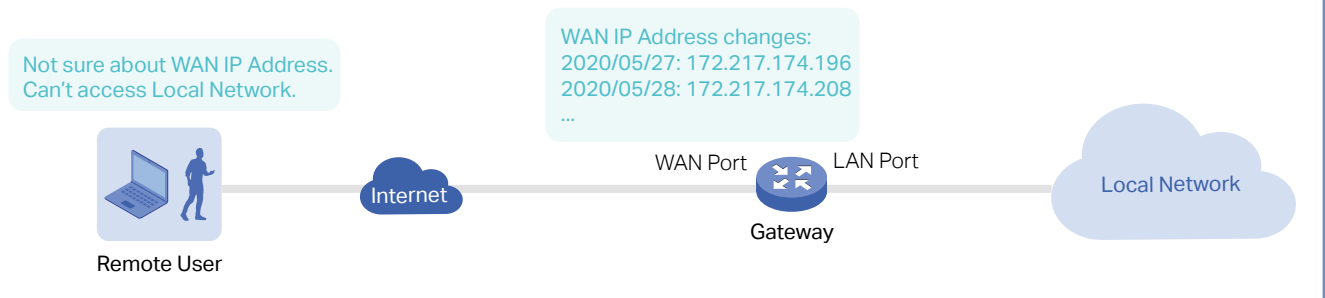 WAN IP Address changes:
2020/05/27: 172.217.174.196
2020/05/28: 172.217.174.208
...
Not sure about WAN IP Address.
Can't access Local Network.
WAN Port
LAN Port
Internet
Local Network
Gateway
Remote User